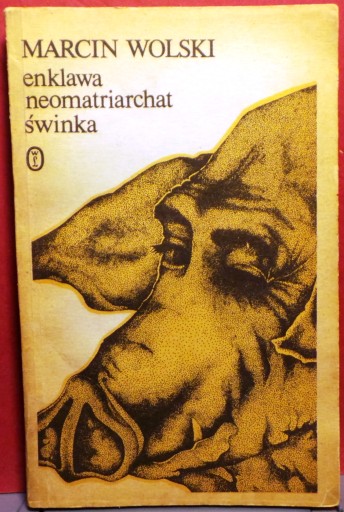 MARCIN WOLSKI
enklawa
neomatriarchat
świnka